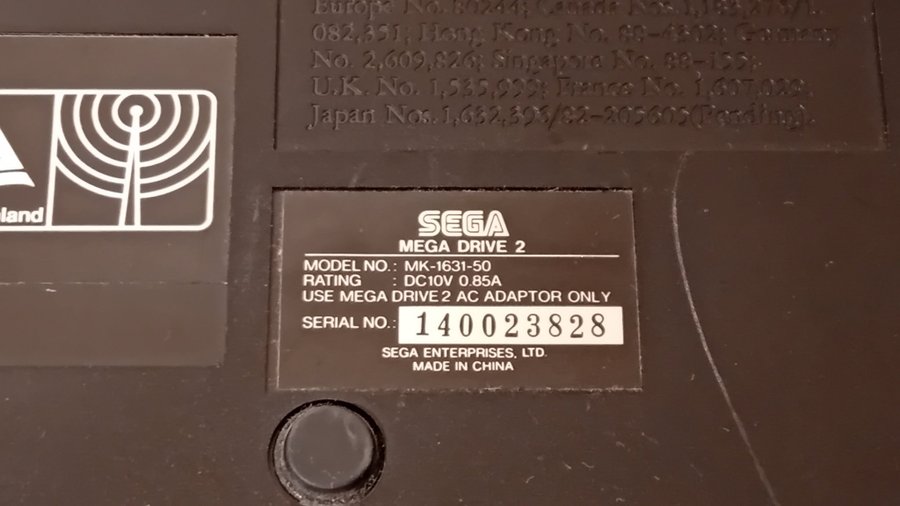 Europe No. 80244; Canada Nos. 1,183,276/1,
082,351; Hong Kong No. 88-4302; Germany
No. 2,609,826; Singapore No. 88-155;
U.K. No. 1,535,999; France No. 1,607,029;
Japan Nos. 1,632,396/82-205605(Pending).
land
SEGA
MEGA DRIVE 2
MODEL NO. : MK-1631-50
RATING : DC10V 0.85A
USE MEGA DRIVE 2 AC ADAPTOR ONLY
SERIAL NO.: 140023828
SEGA ENTERPRISES, LTD.
MADE IN CHINA